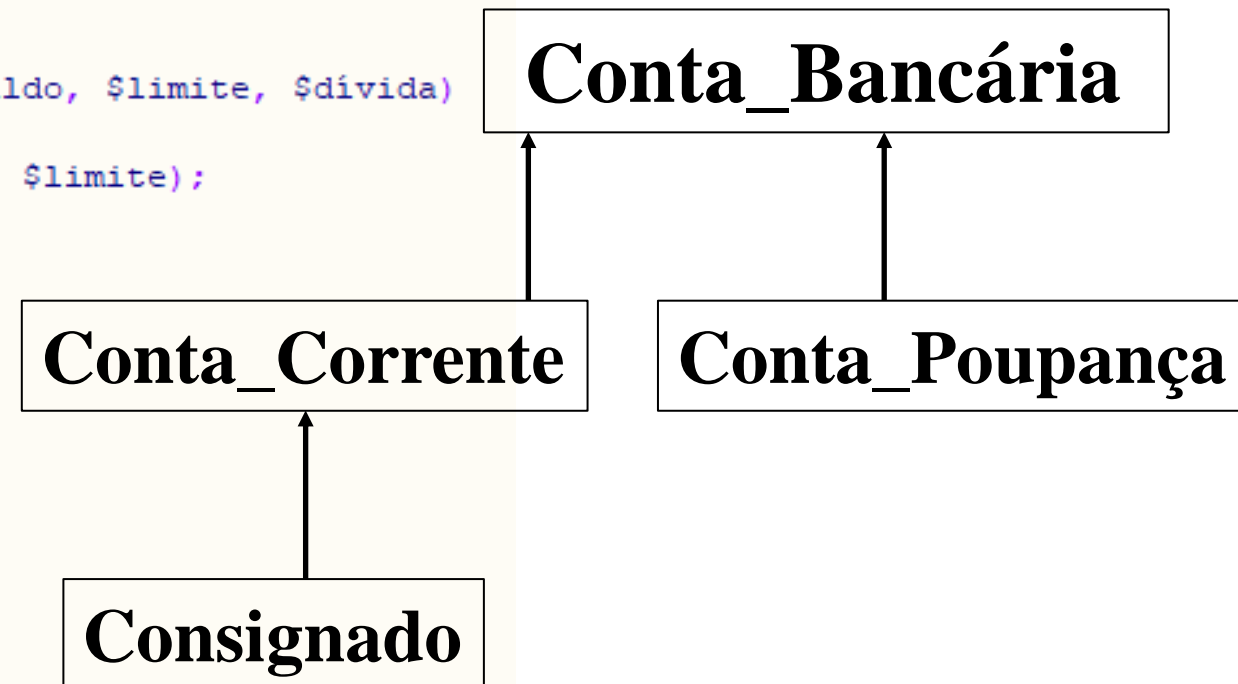 ldo, $limite, $dívida)
Conta_Bancária
$limite);
Conta_Corrente
Conta_Poupança
Consignado